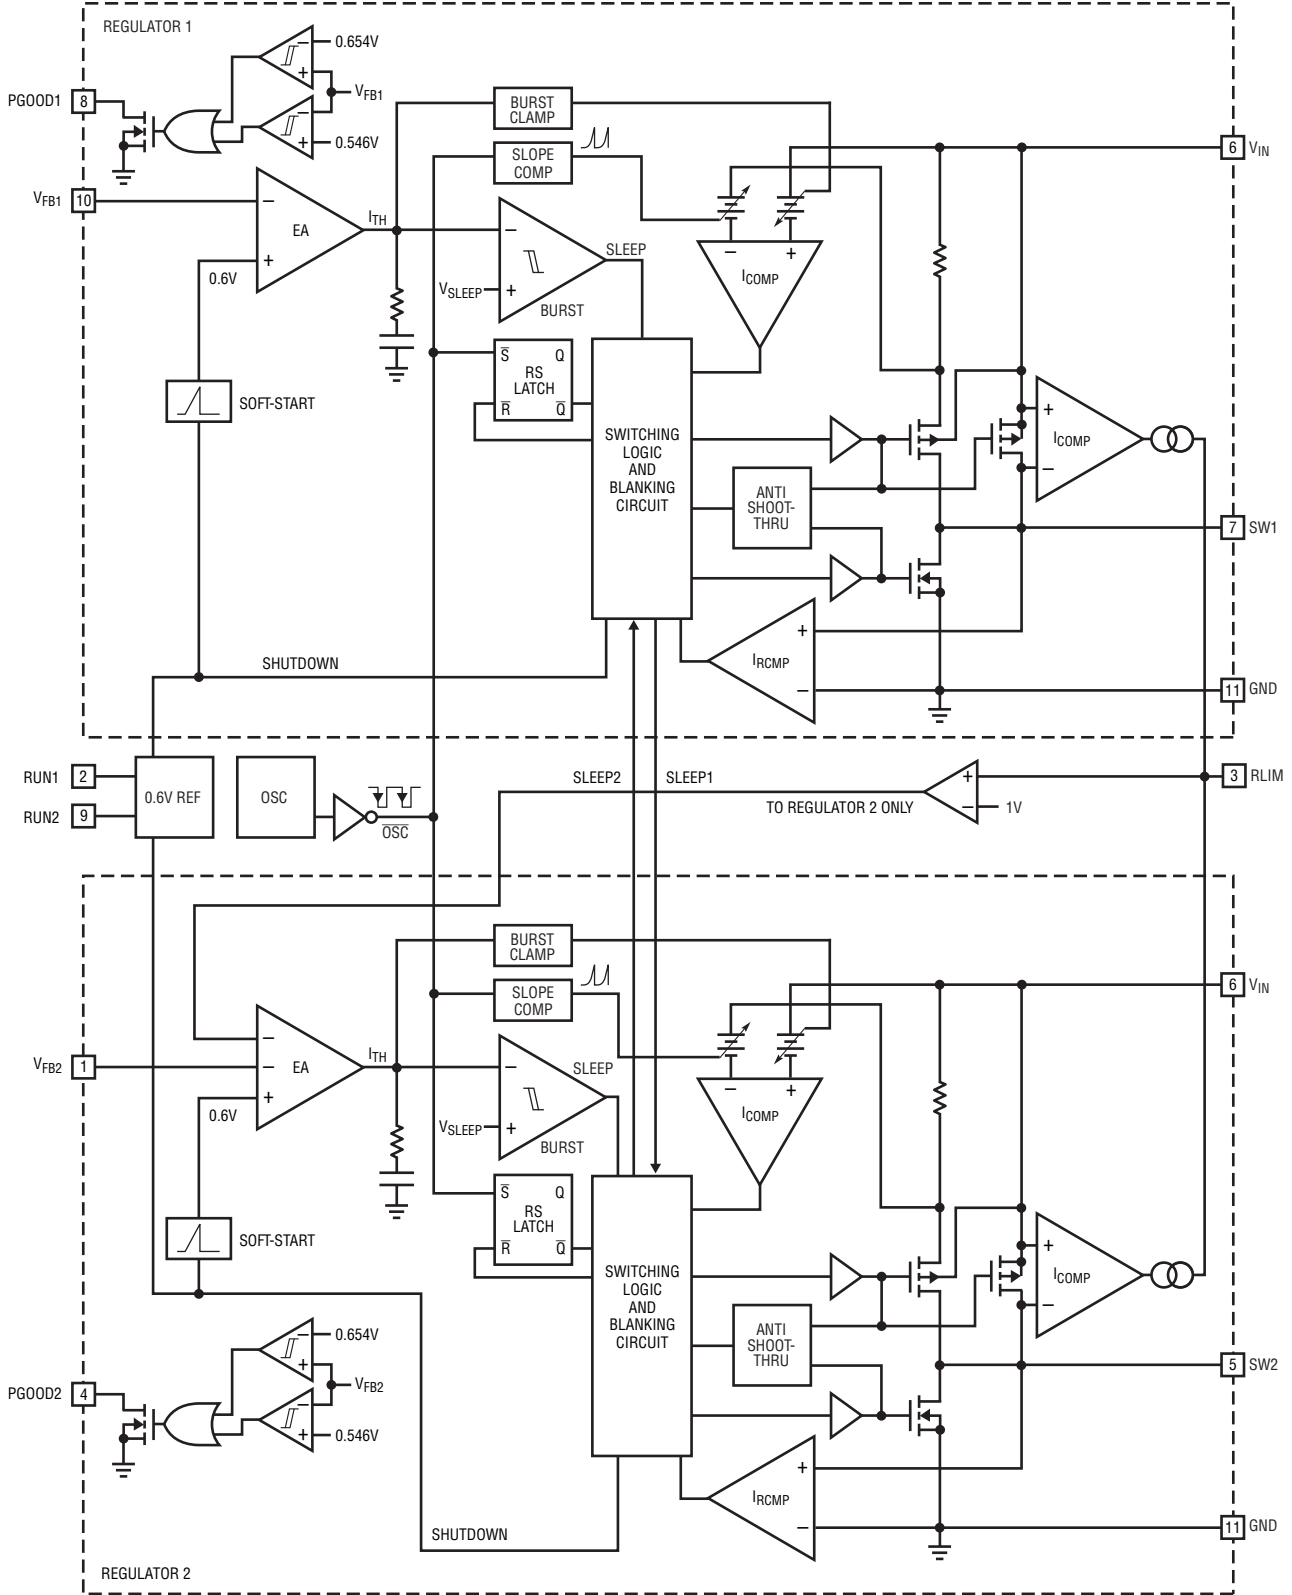 REGULATOR 1
−
0.654V
+
VFB1
PGOOD1
8
−
+
0.546V
BURST
CLAMP
SLOPE
COMP
6
VIN
VFB1
10
−
EA
+
0.6V
ITH
−
SLEEP
VSLEEP
+
BURST
−
+
ICOMP
S̅
Q
RS
LATCH
R̅
Q̅
SOFT-START
SWITCHING
LOGIC
AND
BLANKING
CIRCUIT
ANTI
SHOOT-
THRU
+
ICOMP
−
7
SW1
+
IRCMP
−
11
GND
SHUTDOWN
RUN1
2
RUN2
9
0.6V REF
OSC
O̅S̅C̅
SLEEP2
SLEEP1
TO REGULATOR 2 ONLY
+
−
1V
3
RLIM
BURST
CLAMP
SLOPE
COMP
6
VIN
−
VFB2
1
−
EA
+
0.6V
ITH
−
SLEEP
VSLEEP
+
BURST
−
+
ICOMP
S̅
Q
RS
LATCH
R̅
Q̅
SOFT-START
SWITCHING
LOGIC
AND
BLANKING
CIRCUIT
ANTI
SHOOT-
THRU
+
ICOMP
−
5
SW2
−
0.654V
+
VFB2
PGOOD2
4
−
+
0.546V
+
IRCMP
−
11
GND
SHUTDOWN
REGULATOR 2